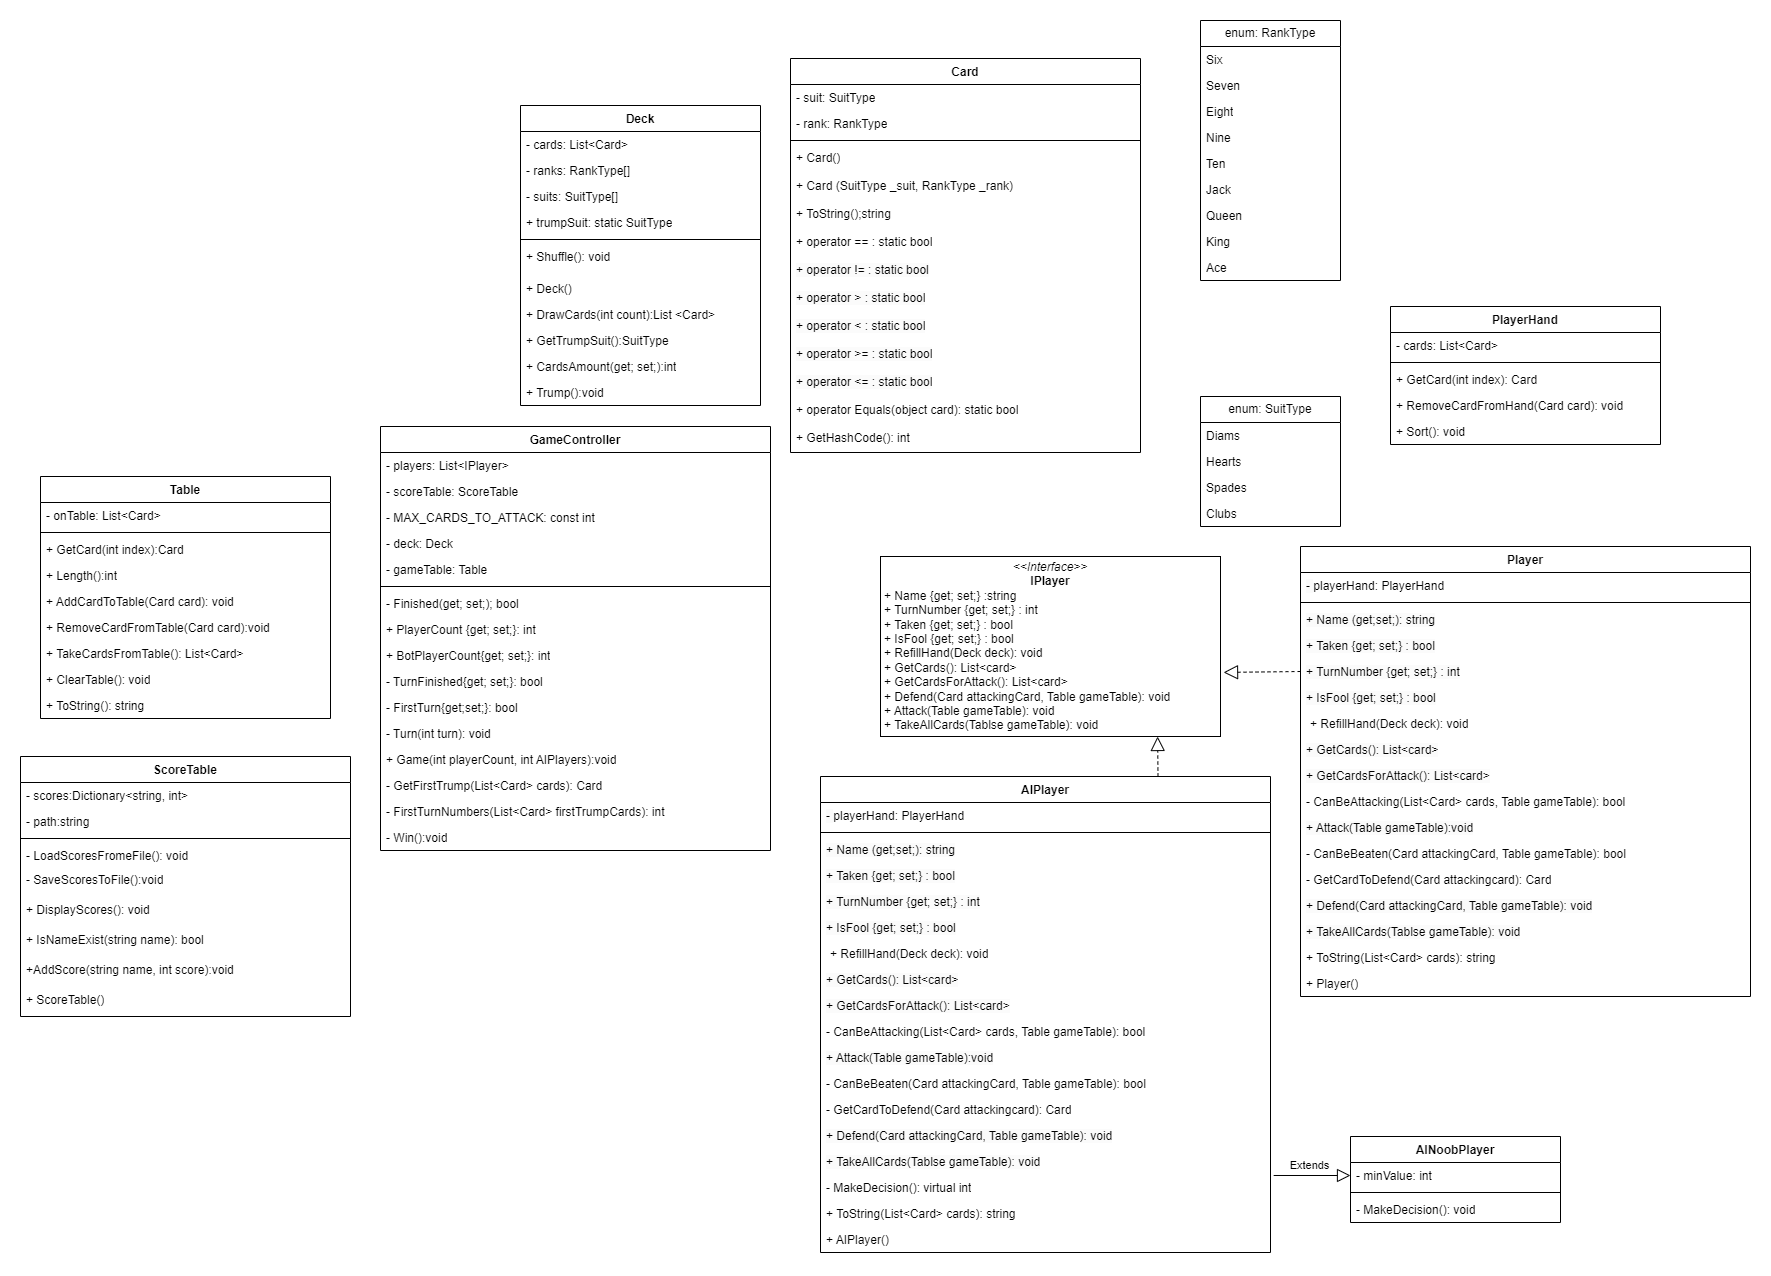 enum: RankType
Six
Seven
Eight
Nine
Ten
Jack
Queen
King
Ace
Card
- suit: SuitType
- rank: RankType
+ Card()
+ Card (SuitType _suit, RankType _rank)
+ ToString();string
+ operator == : static bool
+ operator != : static bool
+ operator > : static bool
+ operator < : static bool
+ operator >= : static bool
+ operator <= : static bool
+ operator Equals(object card): static bool
+ GetHashCode(): int
Deck
- cards: List<Card>
- ranks: RankType[]
- suits: SuitType[]
+ trumpSuit: static SuitType
+ Shuffle(): void
+ Deck()
+ DrawCards(int count):List <Card>
+ GetTrumpSuit():SuitType
+ CardsAmount(get; set;):int
+ Trump():void
PlayerHand
- cards: List<Card>
+ GetCard(int index): Card
+ RemoveCardFromHand(Card card): void
+ Sort(): void
enum: SuitType
Diams
Hearts
Spades
Clubs
GameController
- players: List<IPlayer>
- scoreTable: ScoreTable
- MAX_CARDS_TO_ATTACK: const int
- deck: Deck
- gameTable: Table
- Finished(get; set;); bool
+ PlayerCount {get; set;}: int
+ BotPlayerCount{get; set;}: int
- TurnFinished{get; set;}: bool
- FirstTurn{get;set;}: bool
- Turn(int turn): void
+ Game(int playerCount, int AIPlayers):void
- GetFirstTrump(List<Card> cards): Card
- FirstTurnNumbers(List<Card> firstTrumpCards): int
- Win():void
Table
- onTable: List<Card>
+ GetCard(int index):Card
+ Length():int
+ AddCardToTable(Card card): void
+ RemoveCardFromTable(Card card):void
+ TakeCardsFromTable(): List<Card>
+ ClearTable(): void
+ ToString(): string
ScoreTable
- scores:Dictionary<string, int>
- path:string
- LoadScoresFromeFile(): void
- SaveScoresToFile():void
+ DisplayScores(): void
+ IsNameExist(string name): bool
+AddScore(string name, int score):void
+ ScoreTable()
<<Interface>>
IPlayer
+ Name {get; set;} :string
+ TurnNumber {get; set;} : int
+ Taken {get; set;} : bool
+ IsFool {get; set;} : bool
+ RefillHand(Deck deck): void
+ GetCards(): List<card>
+ GetCardsForAttack(): List<card>
+ Defend(Card attackingCard, Table gameTable): void
+ Attack(Table gameTable): void
+ TakeAllCards(Tablse gameTable): void
Player
- playerHand: PlayerHand
+ Name (get;set;): string
+ Taken {get; set;} : bool
+ TurnNumber {get; set;} : int
+ IsFool {get; set;} : bool
+ RefillHand(Deck deck): void
+ GetCards(): List<card>
+ GetCardsForAttack(): List<card>
- CanBeAttacking(List<Card> cards, Table gameTable): bool
+ Attack(Table gameTable):void
- CanBeBeaten(Card attackingCard, Table gameTable): bool
- GetCardToDefend(Card attackingcard): Card
+ Defend(Card attackingCard, Table gameTable): void
+ TakeAllCards(Tablse gameTable): void
+ ToString(List<Card> cards): string
+ Player()
AIPlayer
- playerHand: PlayerHand
+ Name (get;set;): string
+ Taken {get; set;} : bool
+ TurnNumber {get; set;} : int
+ IsFool {get; set;} : bool
+ RefillHand(Deck deck): void
+ GetCards(): List<card>
+ GetCardsForAttack(): List<card>
- CanBeAttacking(List<Card> cards, Table gameTable): bool
+ Attack(Table gameTable):void
- CanBeBeaten(Card attackingCard, Table gameTable): bool
- GetCardToDefend(Card attackingcard): Card
+ Defend(Card attackingCard, Table gameTable): void
+ TakeAllCards(Tablse gameTable): void
- MakeDecision(): virtual int
+ ToString(List<Card> cards): string
+ AIPlayer()
Extends
AINoobPlayer
- minValue: int
- MakeDecision(): void